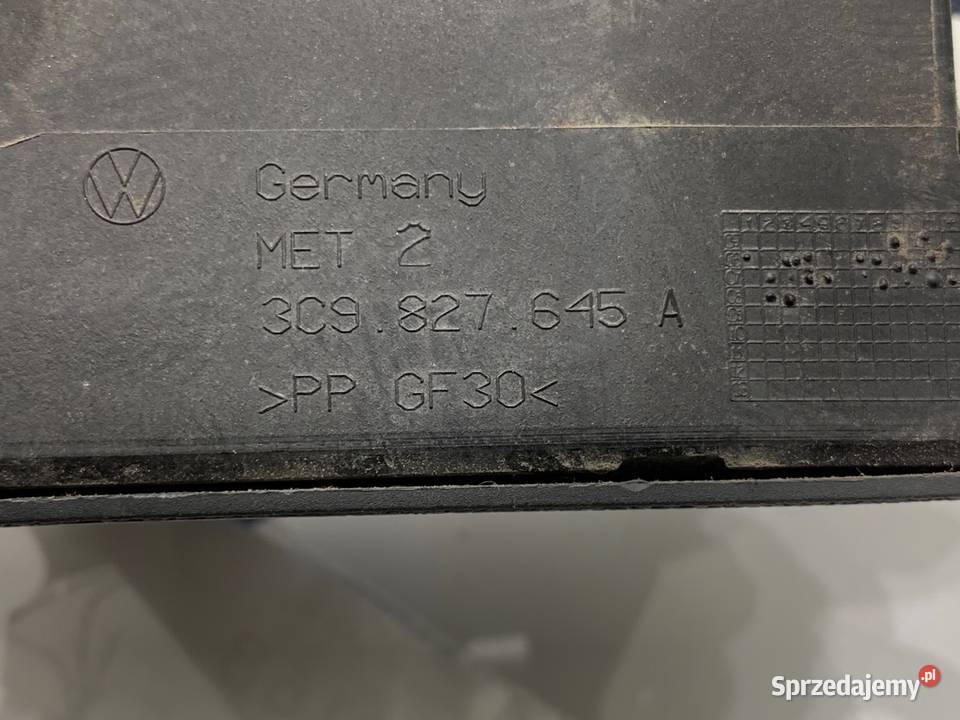 Germany
MET 2
3C9.827.645 A
>PP GF30<
Sprzedajemy.pl